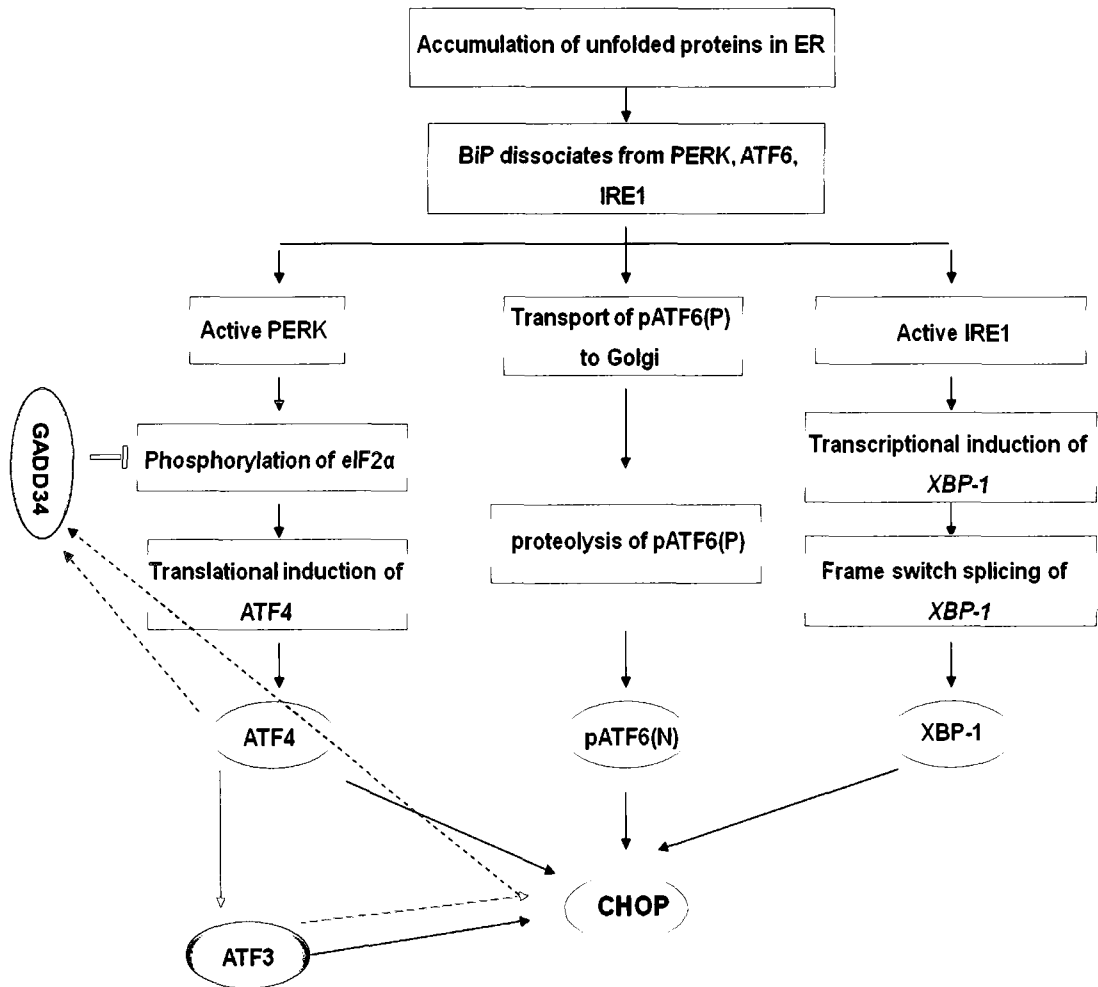 Accumulation of unfolded proteins in ER
BiP dissociates from PERK, ATF6,
IRE1
Active PERK
Transport of pATF6(P)
to Golgi
Active IRE1
GADD34
Phosphorylation of eIF2α
Transcriptional induction of
XBP-1
Translational induction of
ATF4
proteolysis of pATF6(P)
Frame switch splicing of
XBP-1
ATF4
pATF6(N)
XBP-1
CHOP
ATF3